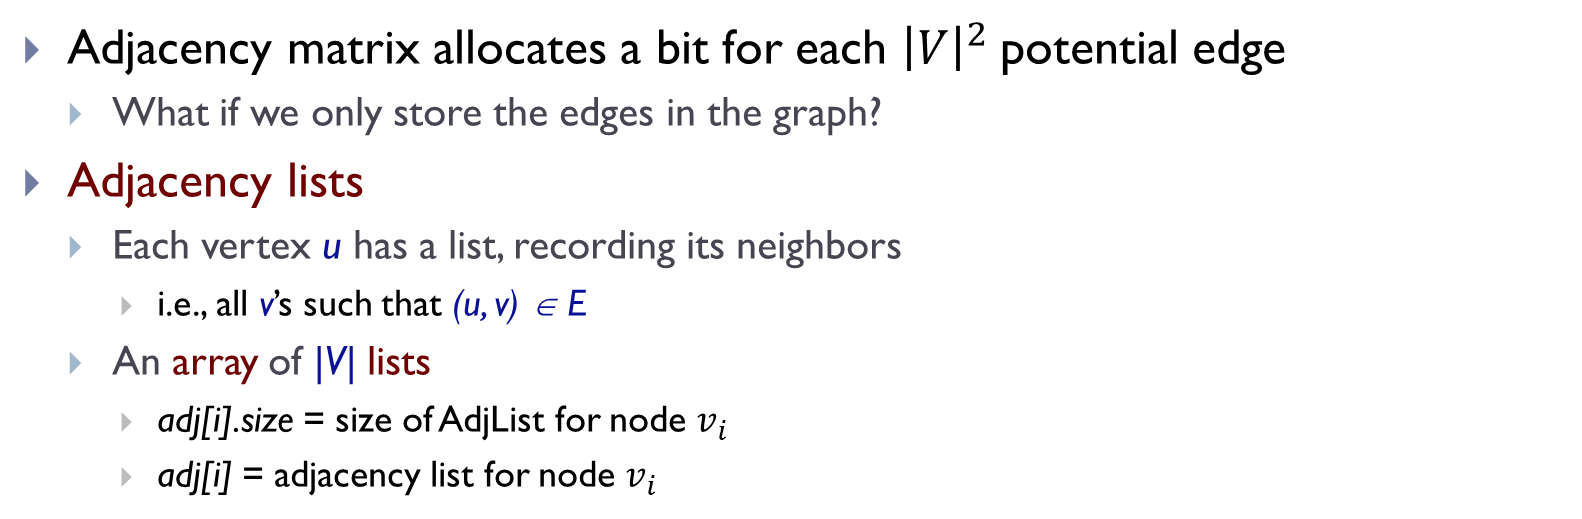 Adjacency matrix allocates a bit for each |V|² potential edge
What if we only store the edges in the graph?
Adjacency lists
Each vertex u has a list, recording its neighbors
i.e., all v's such that (u, v) ∈ E
An array of |V| lists
adj[i].size = size of AdjList for node vᵢ
adj[i] = adjacency list for node vᵢ